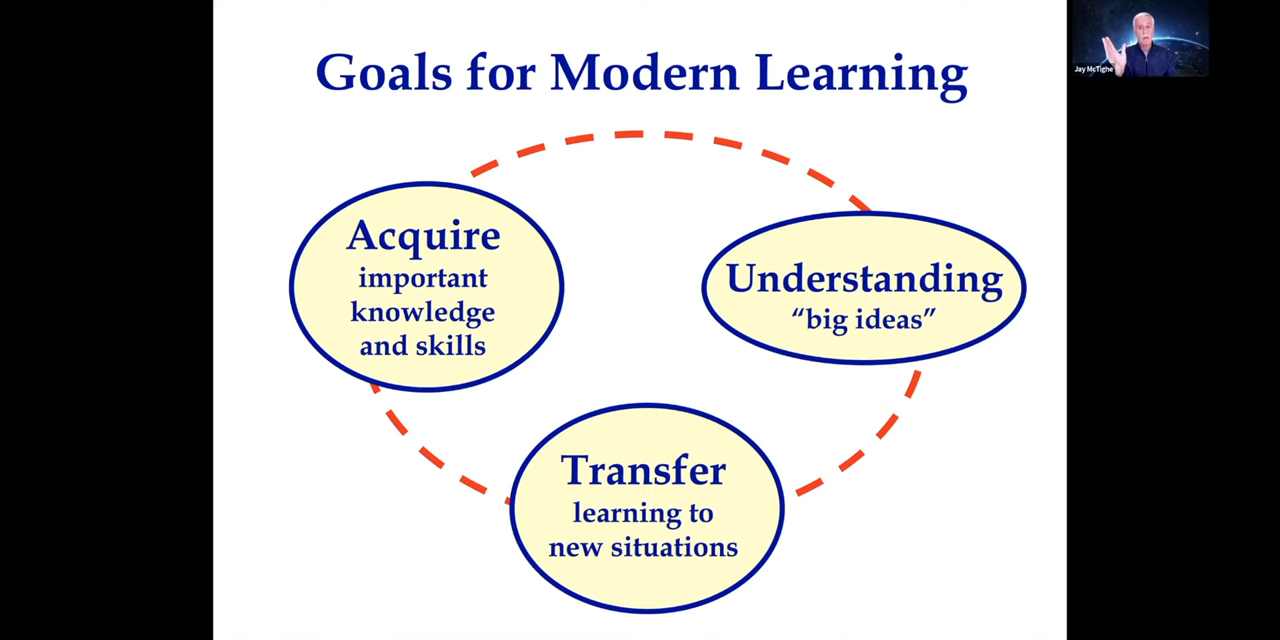 Goals for Modern Learning
Jay McTighe
Acquire
important
knowledge
and skills
Understanding
“big ideas”
Transfer
learning to
new situations